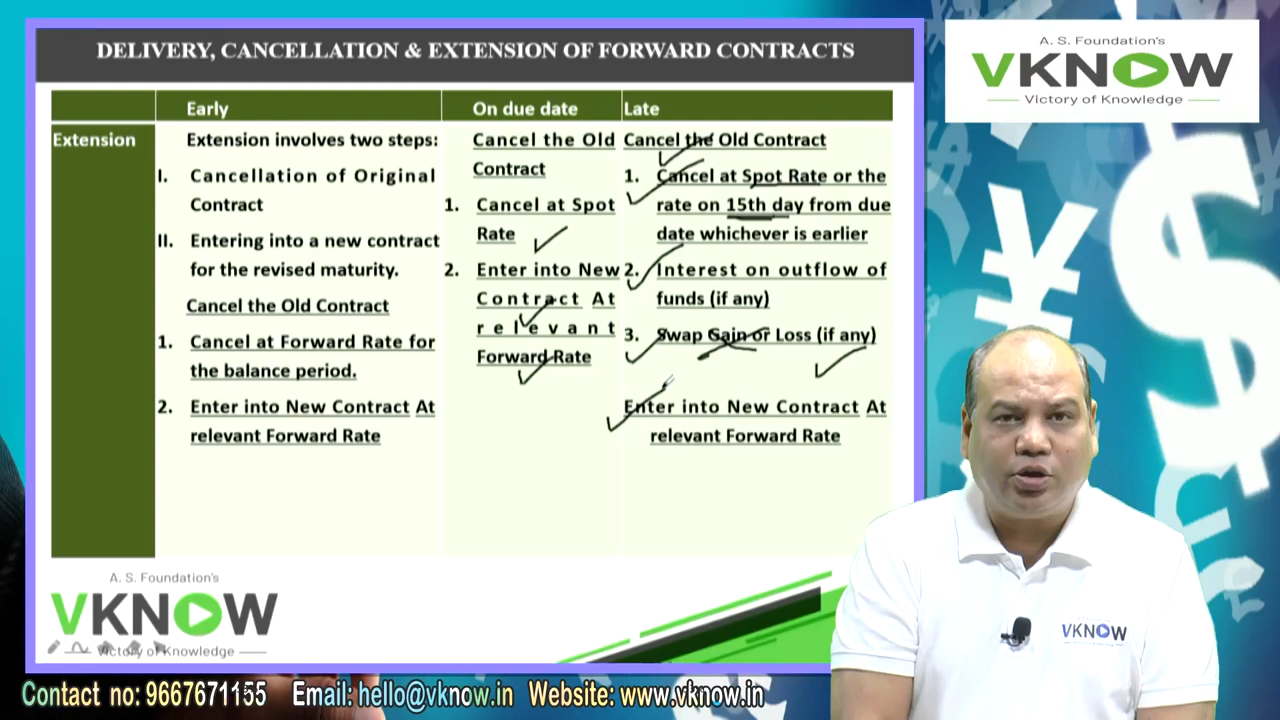 DELIVERY, CANCELLATION & EXTENSION OF FORWARD CONTRACTS
A. S. Foundation's
VKNOW
Victory of Knowledge
Early
On due date
Late
Extension
Extension involves two steps:
I. Cancellation of Original
Contract
II. Entering into a new contract
for the revised maturity.
Cancel the Old Contract
1. Cancel at Forward Rate for
the balance period.
2. Enter into New Contract At
relevant Forward Rate
Cancel the Old
Contract
1. Cancel at Spot
Rate
2. Enter into New
Contract At
relevant
Forward Rate
Cancel the Old Contract
1. Cancel at Spot Rate or the
rate on 15th day from due
date whichever is earlier
2. Interest on outflow of
funds (if any)
3. Swap Gain or Loss (if any)
Enter into New Contract At
relevant Forward Rate
A. S. Foundation's
VKNOW
Victory of Knowledge
VKNOW
Contact no: 9667671155 Email: hello@vknow.in Website: www.vknow.in